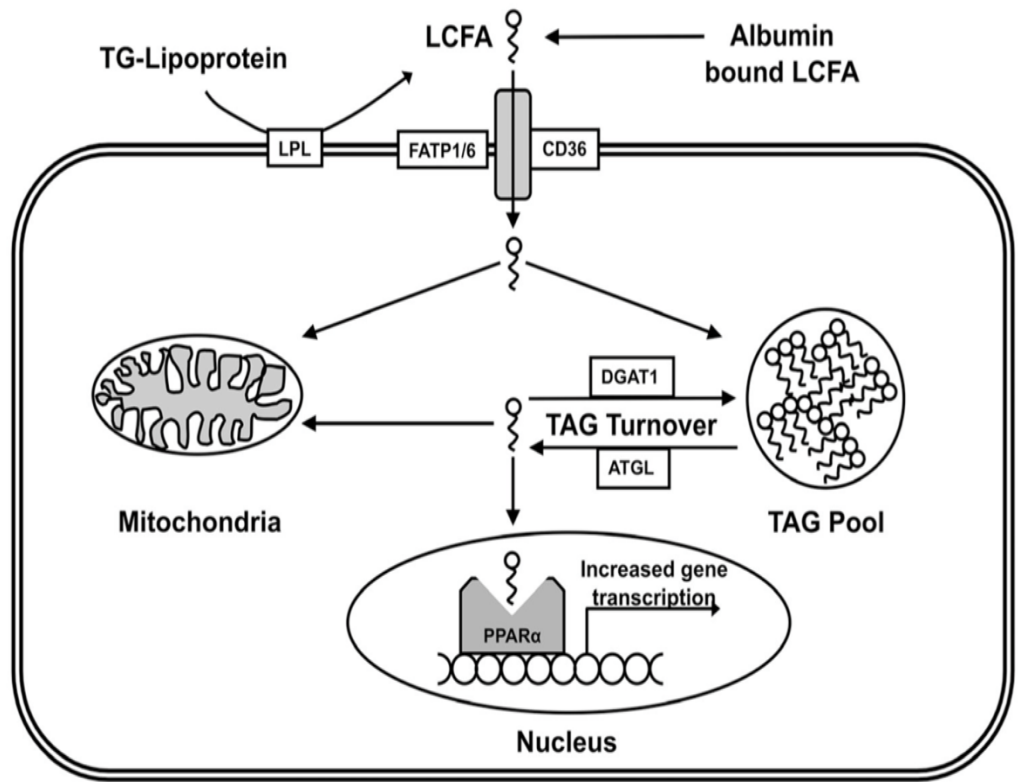 LCFA
Albumin
bound LCFA
TG-Lipoprotein
LPL
FATP1/6
CD36
DGAT1
TAG Turnover
ATGL
Mitochondria
TAG Pool
Increased gene
transcription
PPARα
Nucleus